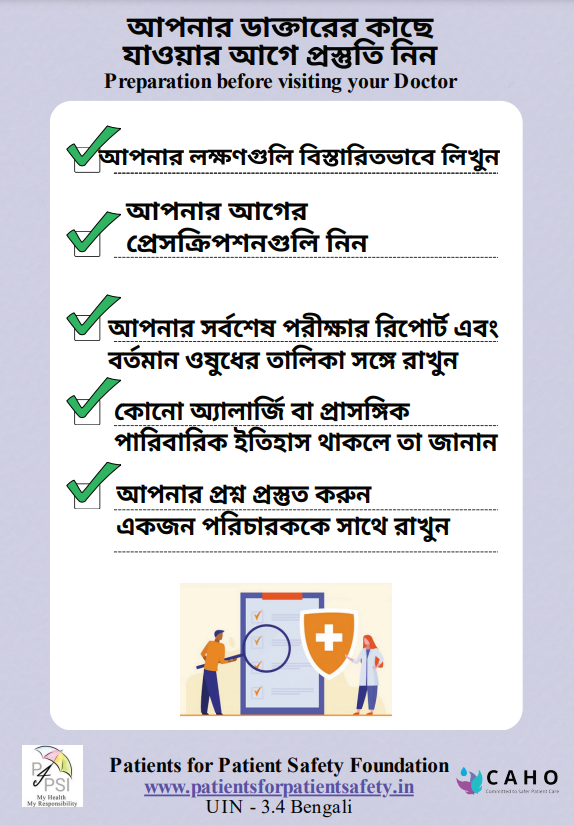 আপনার ডাক্তারের কাছে
যাওয়ার আগে প্রস্তুতি নিন
Preparation before visiting your Doctor
আপনার লক্ষণগুলি বিস্তারিতভাবে লিখুন
আপনার আগের
প্রেসক্রিপশনগুলি নিন
আপনার সর্বশেষ পরীক্ষার রিপোর্ট এবং
বর্তমান ওষুধের তালিকা সঙ্গে রাখুন
কোনো অ্যালার্জি বা প্রাসঙ্গিক
পারিবারিক ইতিহাস থাকলে তা জানান
আপনার প্রশ্ন প্রস্তুত করুন
একজন পরিচারককে সাথে রাখুন
P4PSI
My Health
My Responsibility
Patients for Patient Safety Foundation
www.patientsforpatientsafety.in
UIN - 3.4 Bengali
CAHO
Committed to Safer Patient Care